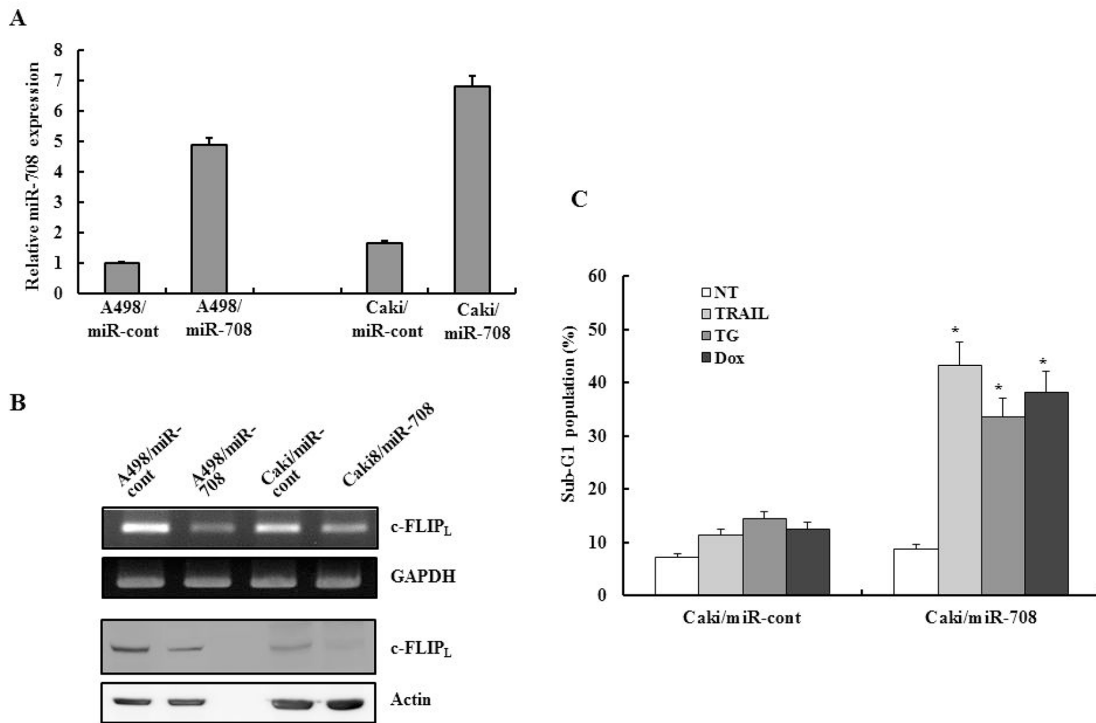 A
Relative miR-708 expression
8
7
6
5
4
3
2
1
0
A498/
miR-cont
A498/
miR-708
Caki/
miR-cont
Caki/
miR-708
B
A498/miR-
cont
A498/miR-
708
Caki/miR-
cont
Caki8/miR-708
c-FLIPL
GAPDH
c-FLIPL
Actin
C
Sub-G1 population (%)
60
50
40
30
20
10
0
NT
TRAIL
TG
Dox
*
*
*
Caki/miR-cont
Caki/miR-708